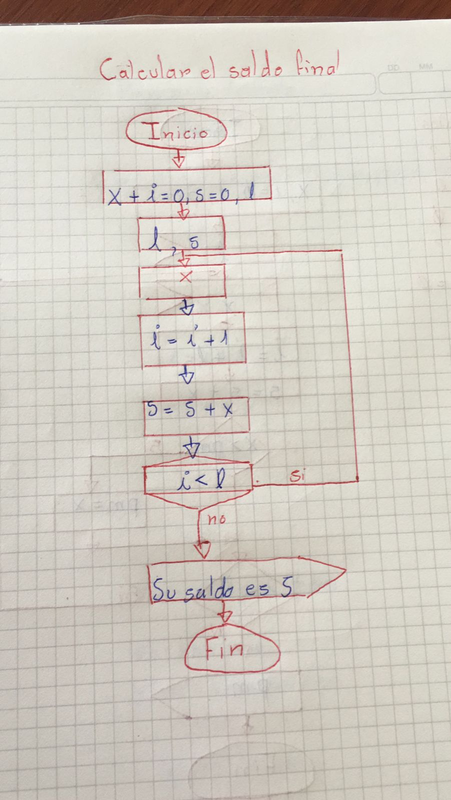 Calcular el saldo final
Inicio
x + i=0, s=0, l
l, s
x
i = i + 1
s = s + x
i < l
si
no
Su saldo es S
Fin